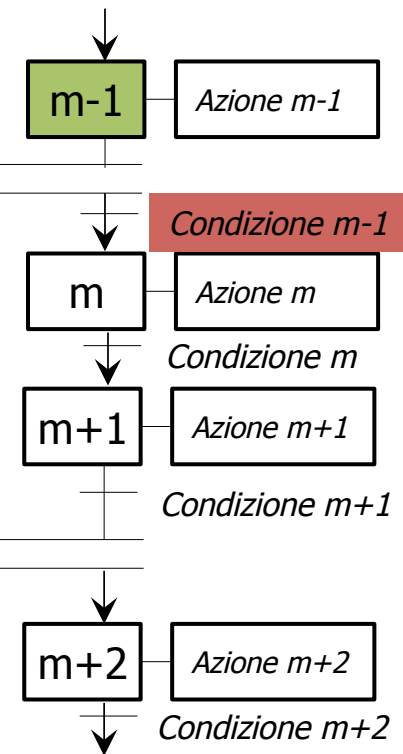 m-1
Azione m-1
Condizione m-1
m
Azione m
Condizione m
m+1
Azione m+1
Condizione m+1
m+2
Azione m+2
Condizione m+2